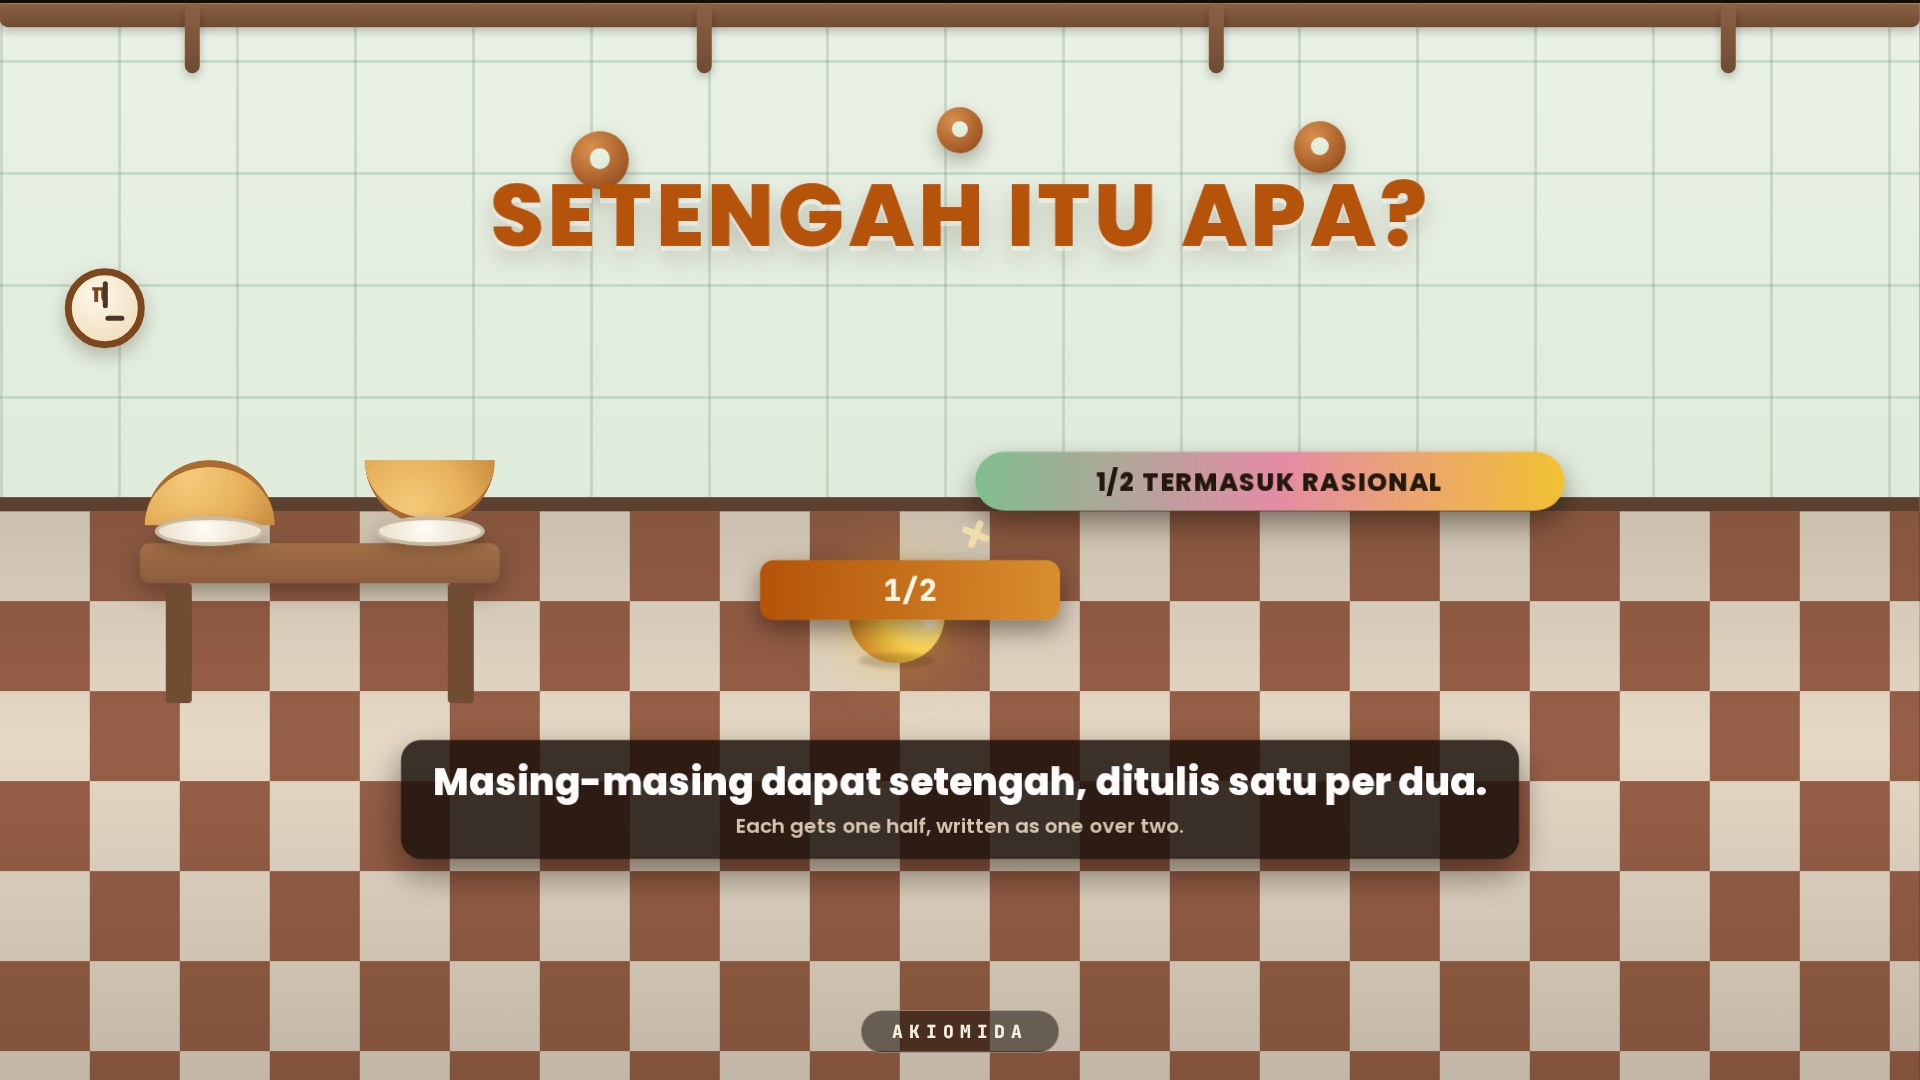 SETENGAH ITU APA?
π
1/2 TERMASUK RASIONAL
1/2
Masing-masing dapat setengah, ditulis satu per dua.
Each gets one half, written as one over two.
AKIOMIDA